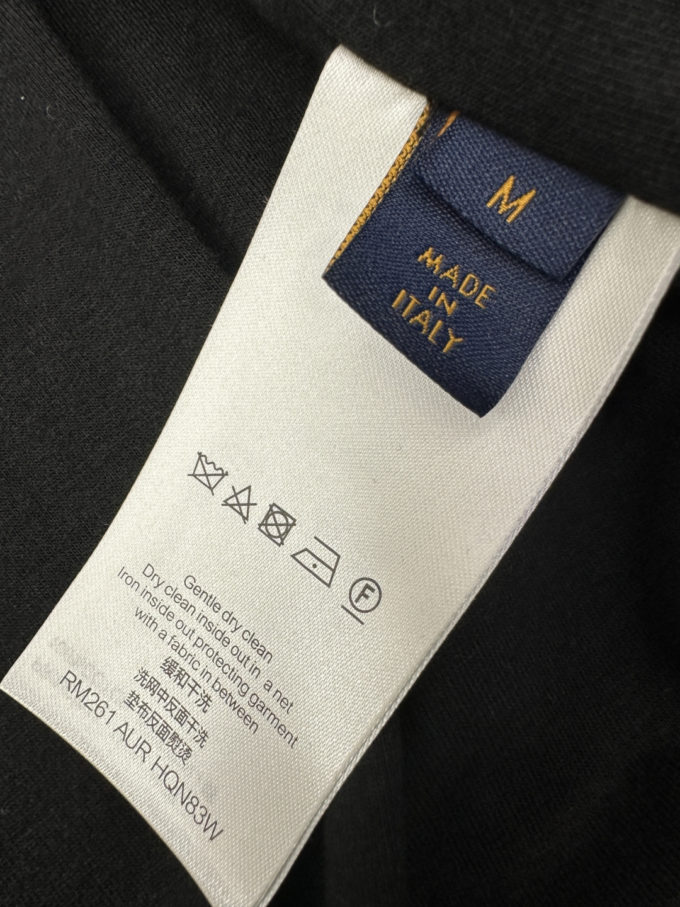 M
MADE
IN
ITALY
F
Gentle dry clean
Dry clean inside out in a net
Iron inside out protecting garment
with a fabric in between
缓和干洗
洗网中反面干洗
垫布反面熨烫
RM261 AUR HQN83W